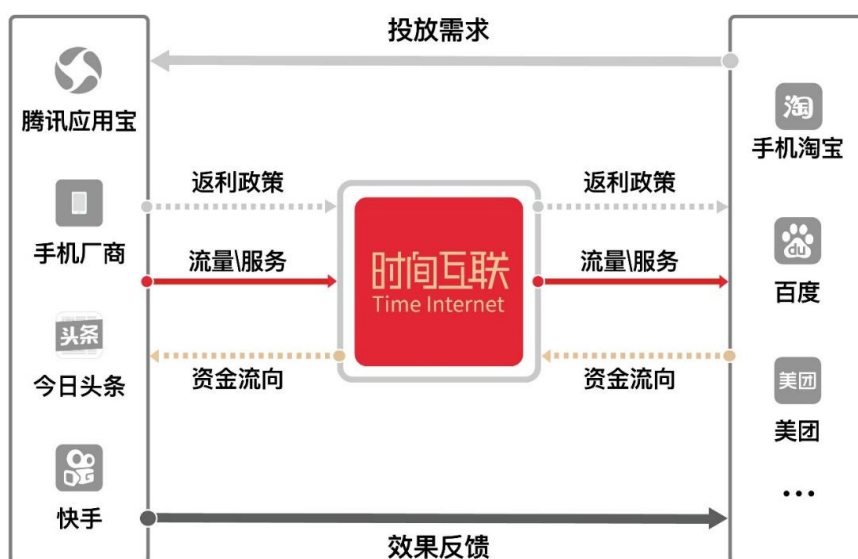 投放需求
腾讯应用宝
淘
手机淘宝
返利政策
返利政策
手机厂商
流量\服务
时间互联
Time Internet
流量\服务
du
百度
头条
今日头条
资金流向
资金流向
美团
美团
快手
...
效果反馈